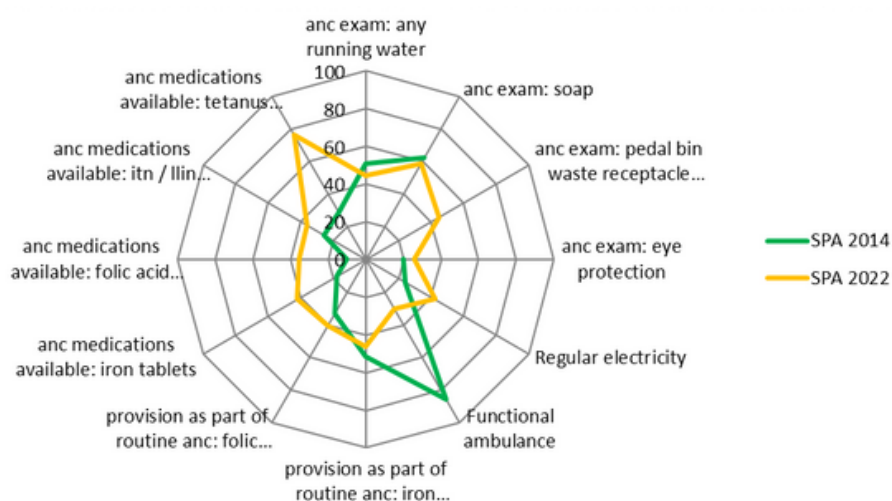 anc exam: any
running water
anc exam: soap
anc exam: pedal bin
waste receptacle...
anc exam: eye
protection
Regular electricity
Functional
ambulance
provision as part of
routine anc: iron...
provision as part of
routine anc: folic...
anc medications
available: iron tablets
anc medications
available: folic acid...
anc medications
available: itn / llin...
anc medications
available: tetanus...
100
80
60
40
20
0
SPA 2014
SPA 2022